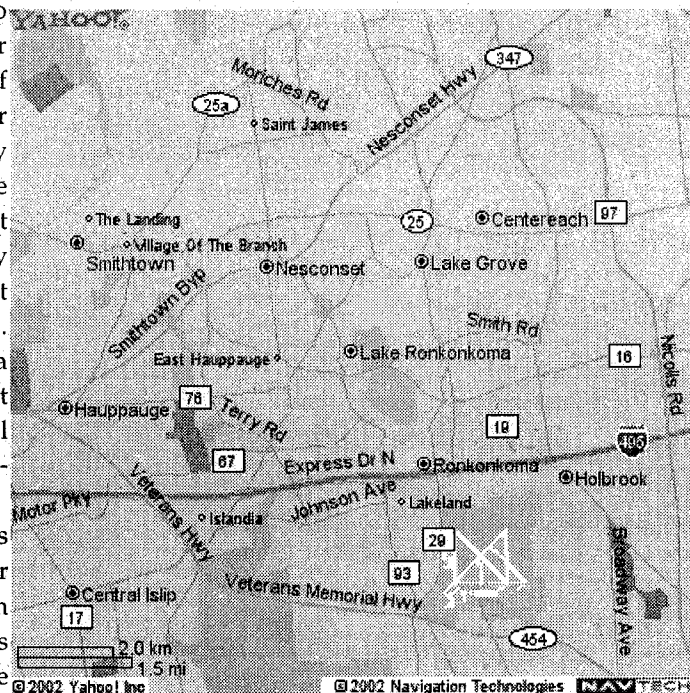 YAHOO!
347
Moriches Rd
25a
Nesconset Hwy
Saint James
The Landing
25
Centereach
97
Village Of The Branch
Smithtown
Nesconset
Lake Grove
Smithtown Byp
Smith Rd
East Hauppauge
Lake Ronkonkoma
16
Nicolls Rd
76
Hauppauge
Terry Rd
19
495
67
Express Dr N
Ronkonkoma
Holbrook
Veterans Hwy
Johnson Ave
Lakeland
Motor Pky
Islandia
29
Broadway Ave
93
Central Islip
Veterans Memorial Hwy
17
454
2.0 km
1.5 mi
©2002 Yahoo! Inc
©2002 Navigation Technologies
NAVTECH